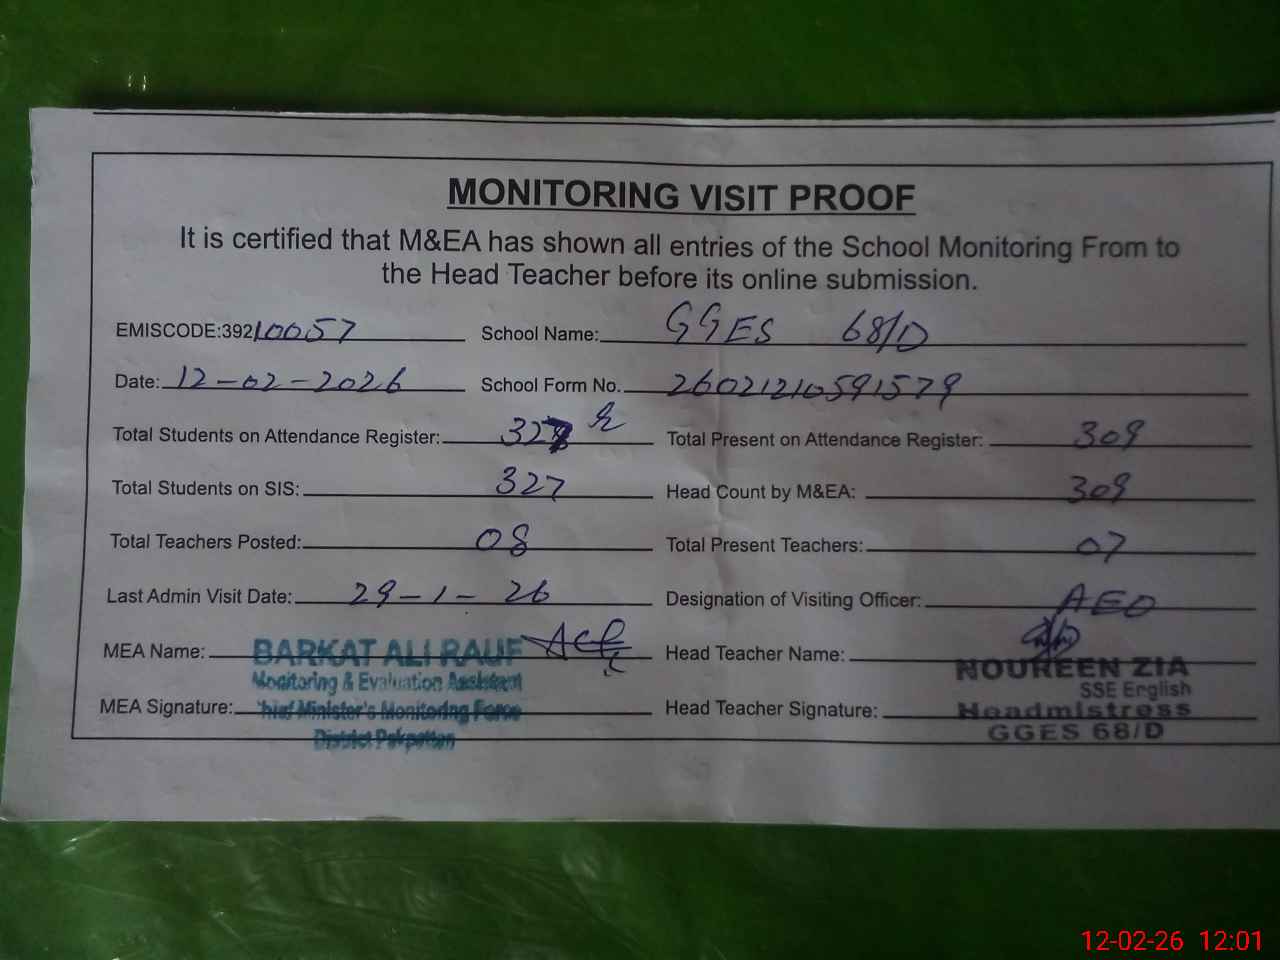 MONITORING VISIT PROOF
It is certified that M&EA has shown all entries of the School Monitoring From to
the Head Teacher before its online submission.
EMISCODE:39210057 School Name: GGES 68/D
Date: 12-02-2026 School Form No. 26021210591579
Total Students on Attendance Register: 327 Total Present on Attendance Register: 309
Total Students on SIS: 327 Head Count by M&EA: 309
Total Teachers Posted: 08 Total Present Teachers: 07
Last Admin Visit Date: 29-1-26 Designation of Visiting Officer: AEO
MEA Name: BARKAT ALI RAUF Head Teacher Name: NOUREEN ZIA
Monitoring & Evaluation Assistant SSE English
MEA Signature: Chief Minister's Monitoring Force Head Teacher Signature: Headmistress
District Pakpattan GGES 68/D
12-02-26 12:01